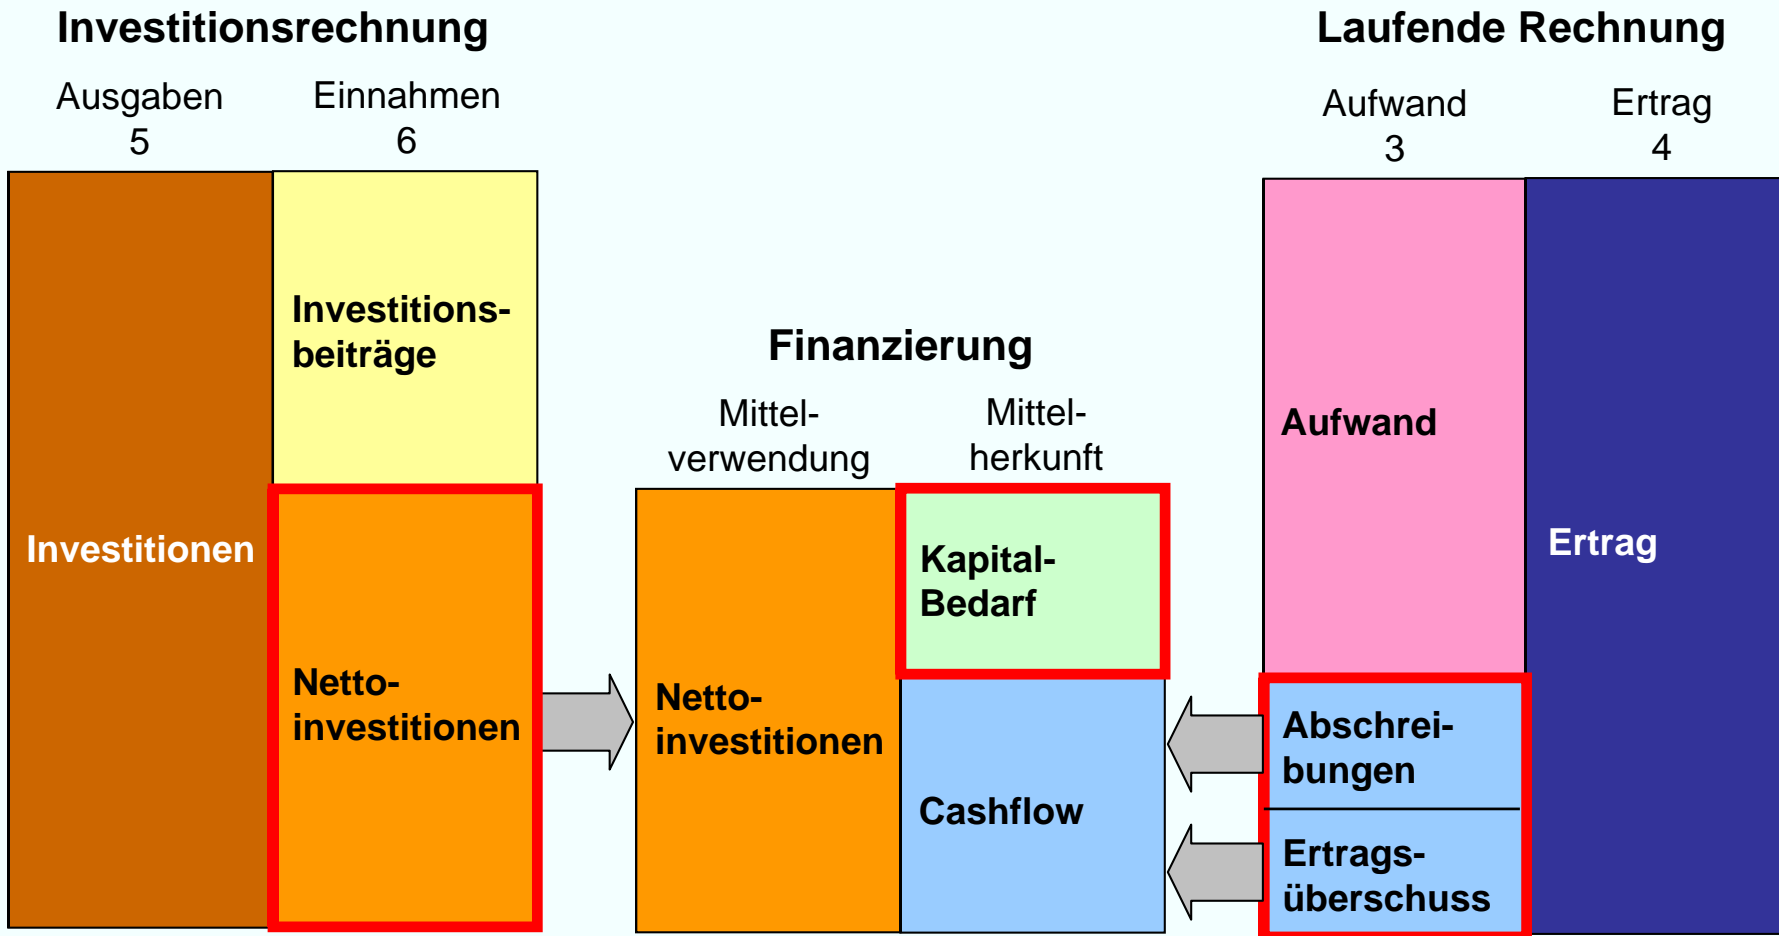 Investitionsrechnung
Ausgaben
5
Einnahmen
6
Investitionen
Investitions-
beiträge
Netto-
investitionen
Finanzierung
Mittel-
verwendung
Mittel-
herkunft
Netto-
investitionen
Kapital-
Bedarf
Cashflow
Laufende Rechnung
Aufwand
3
Ertrag
4
Aufwand
Abschrei-
bungen
Ertrags-
überschuss
Ertrag